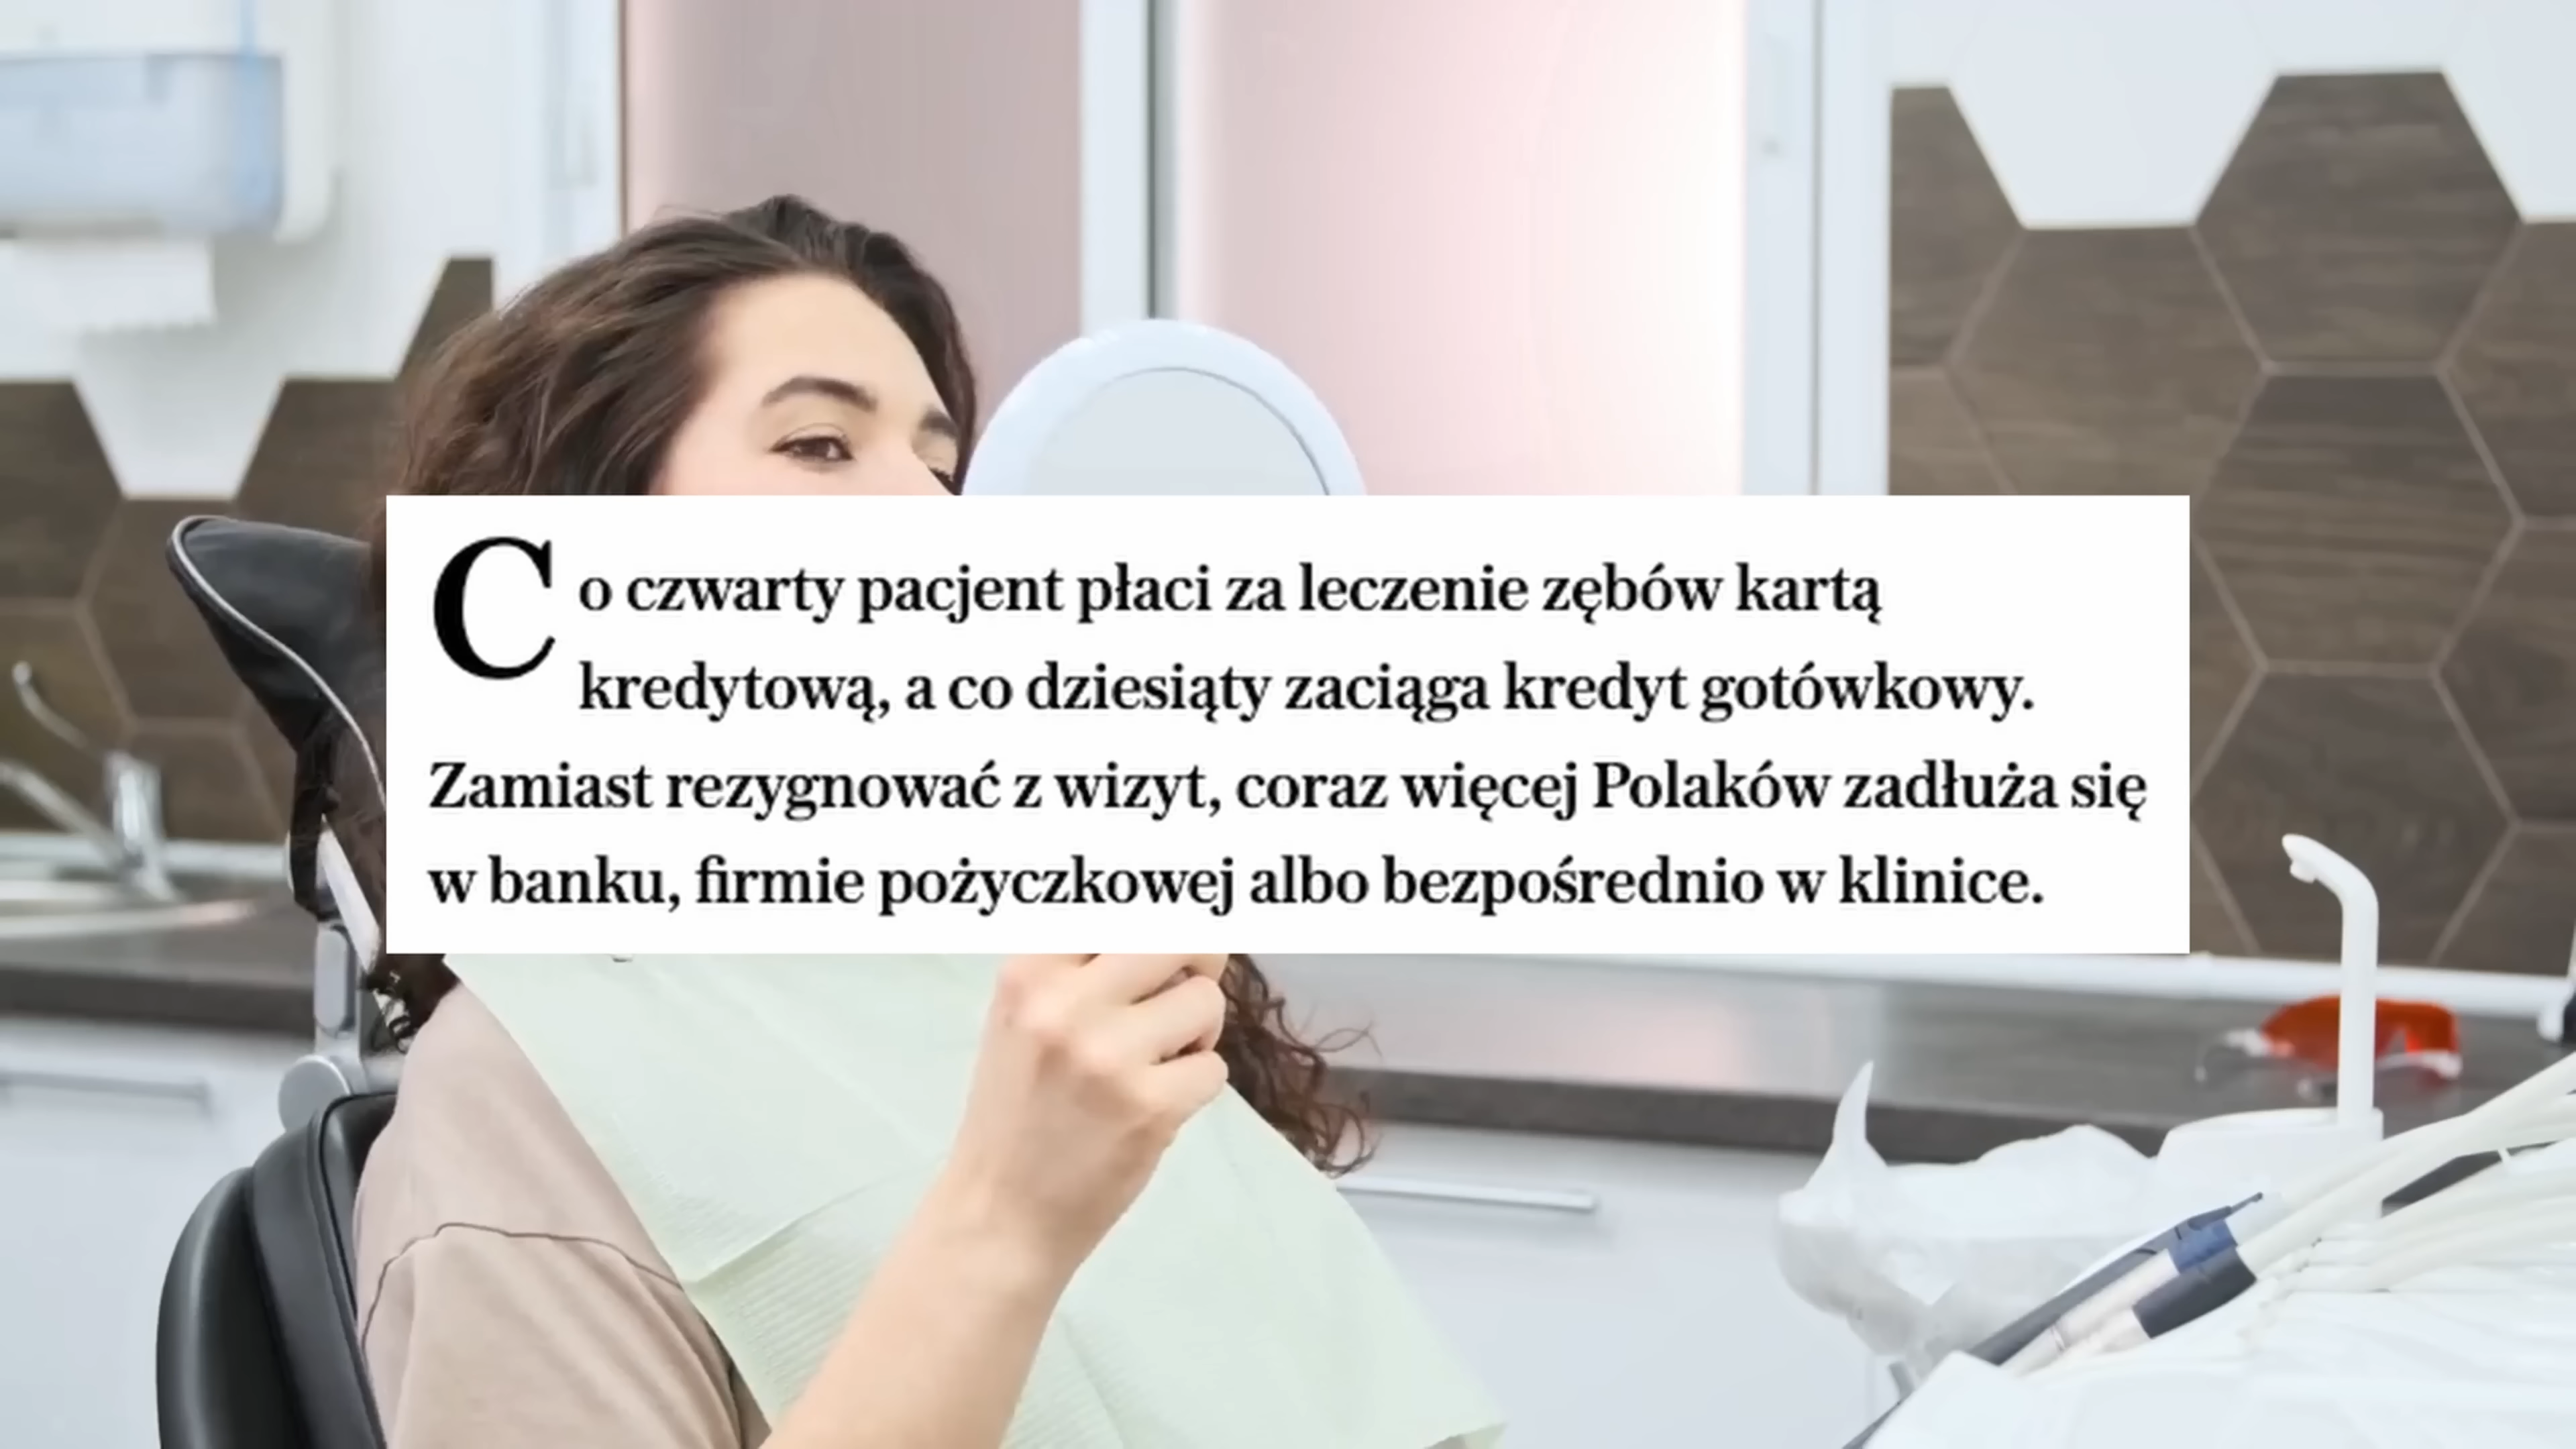 Co czwarty pacjent płaci za leczenie zębów kartą
kredytową, a co dziesiąty zaciąga kredyt gotówkowy.
Zamiast rezygnować z wizyt, coraz więcej Polaków zadłuża się
w banku, firmie pożyczkowej albo bezpośrednio w klinice.